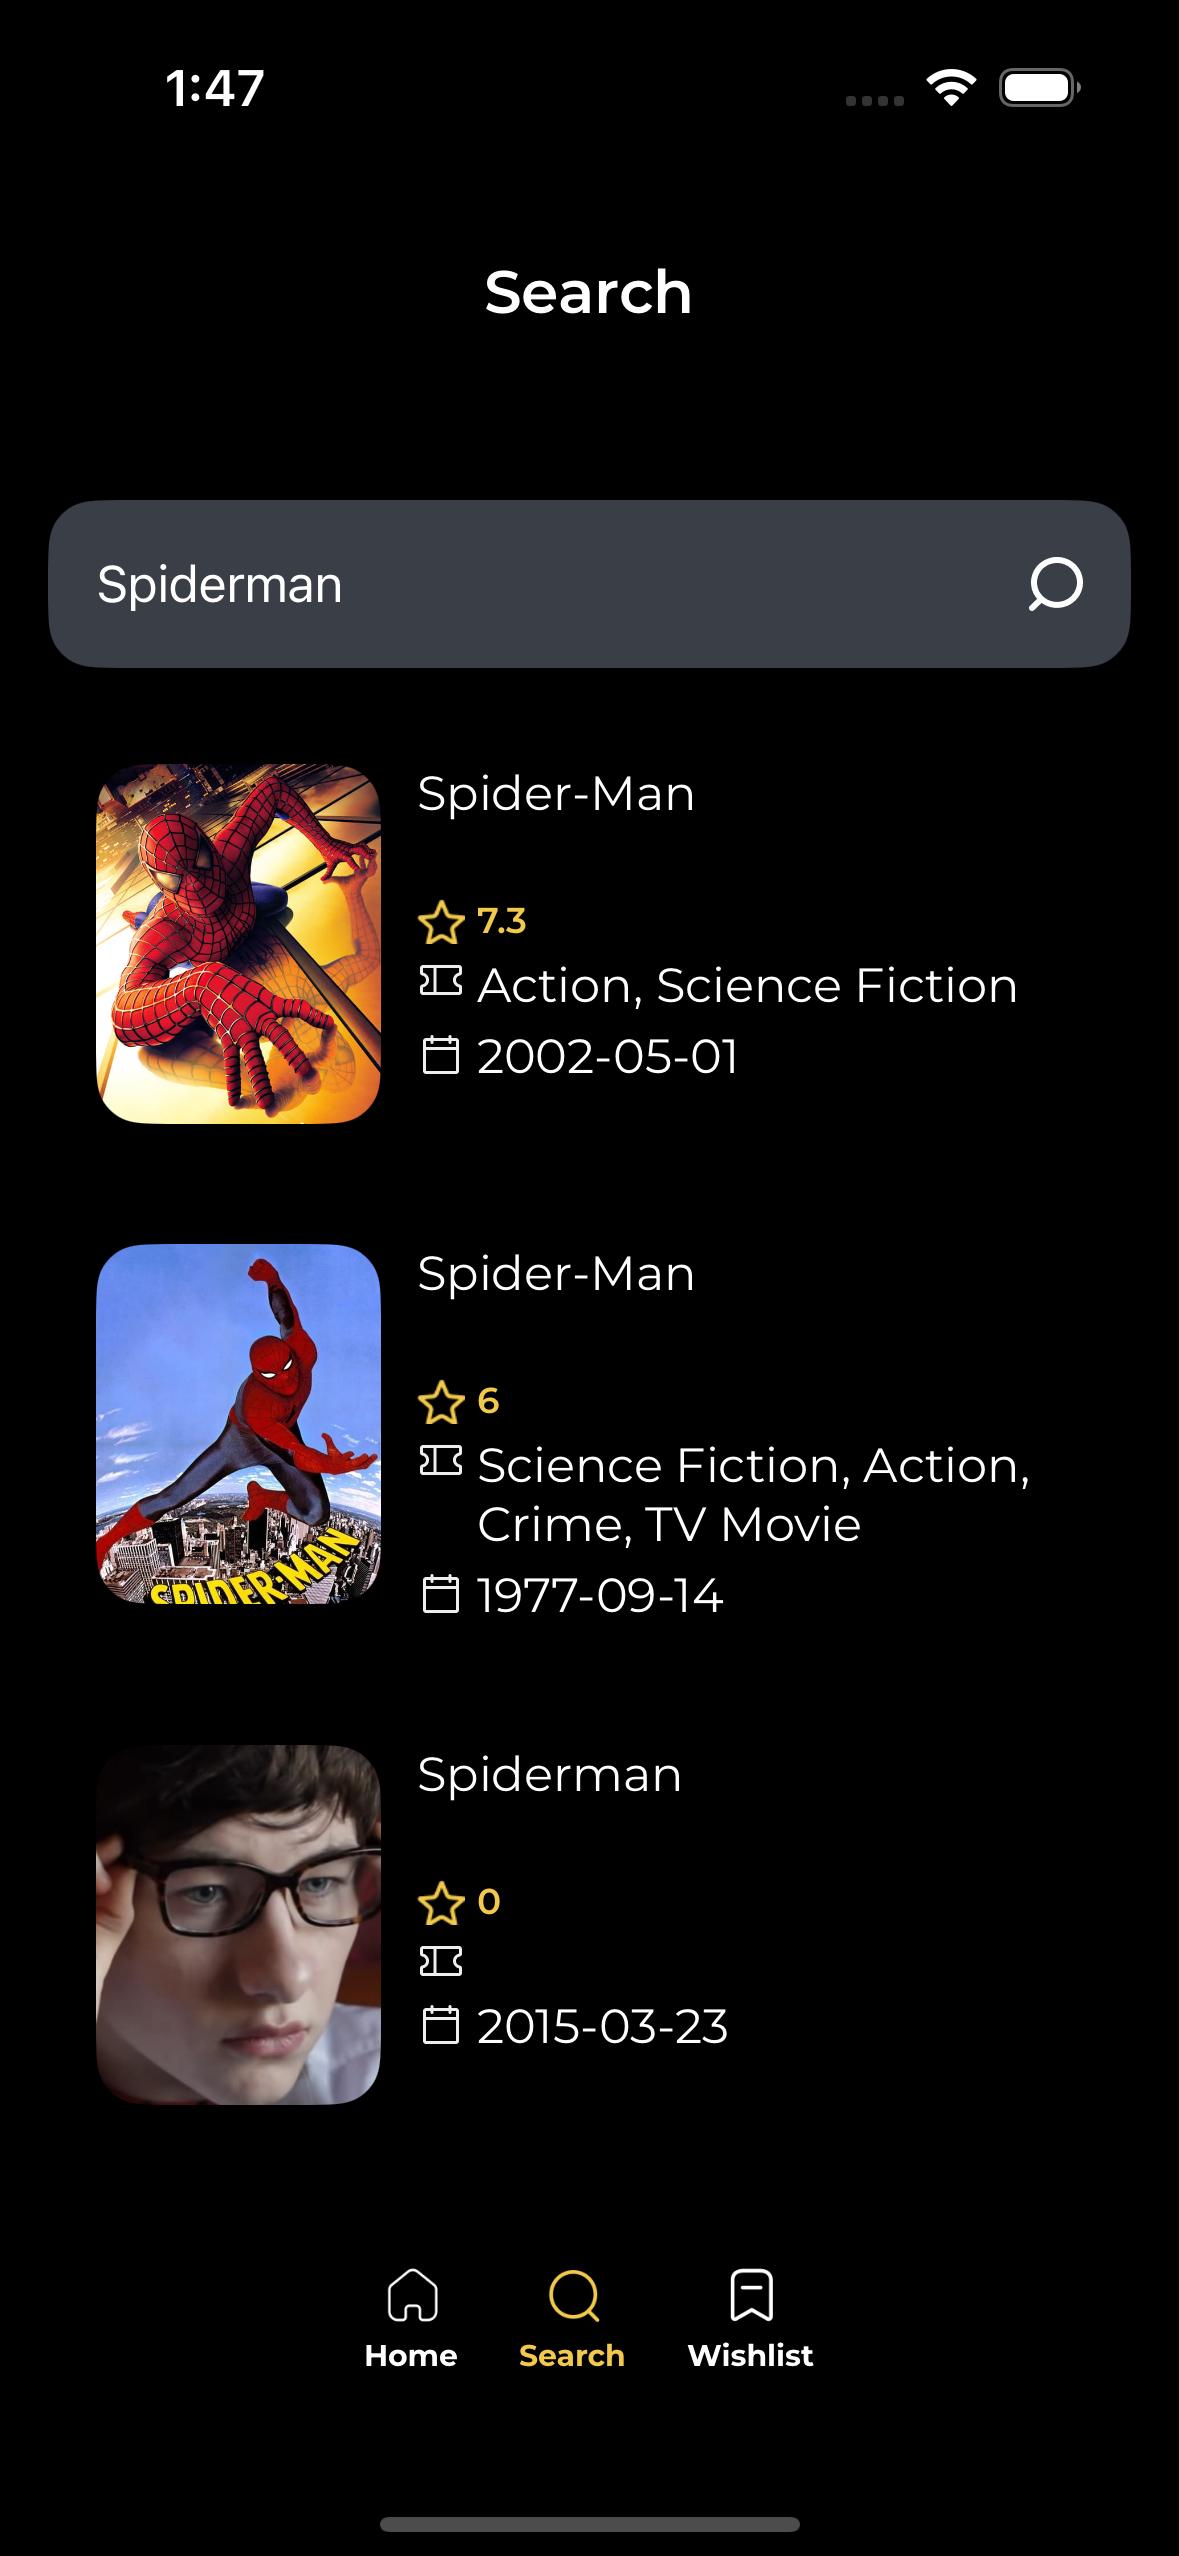 1:47
Search
Spiderman
Spider-Man
7.3
Action, Science Fiction
2002-05-01
Spider-Man
6
Science Fiction, Action,
Crime, TV Movie
1977-09-14
SPIDER-MAN
Spiderman
0
2015-03-23
Home
Search
Wishlist